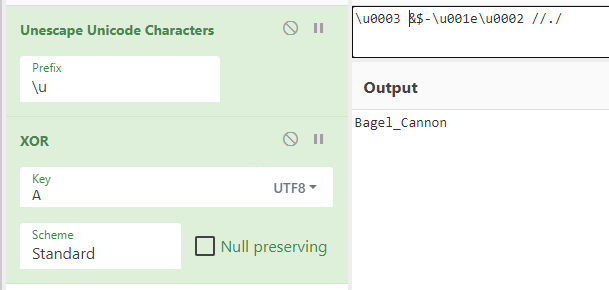 Unescape Unicode Characters
Prefix
\u
XOR
Key
A
UTF8
Scheme
Standard
Null preserving
\u0003 &$-\u001e\u0002 //./
Output
Bagel_Cannon